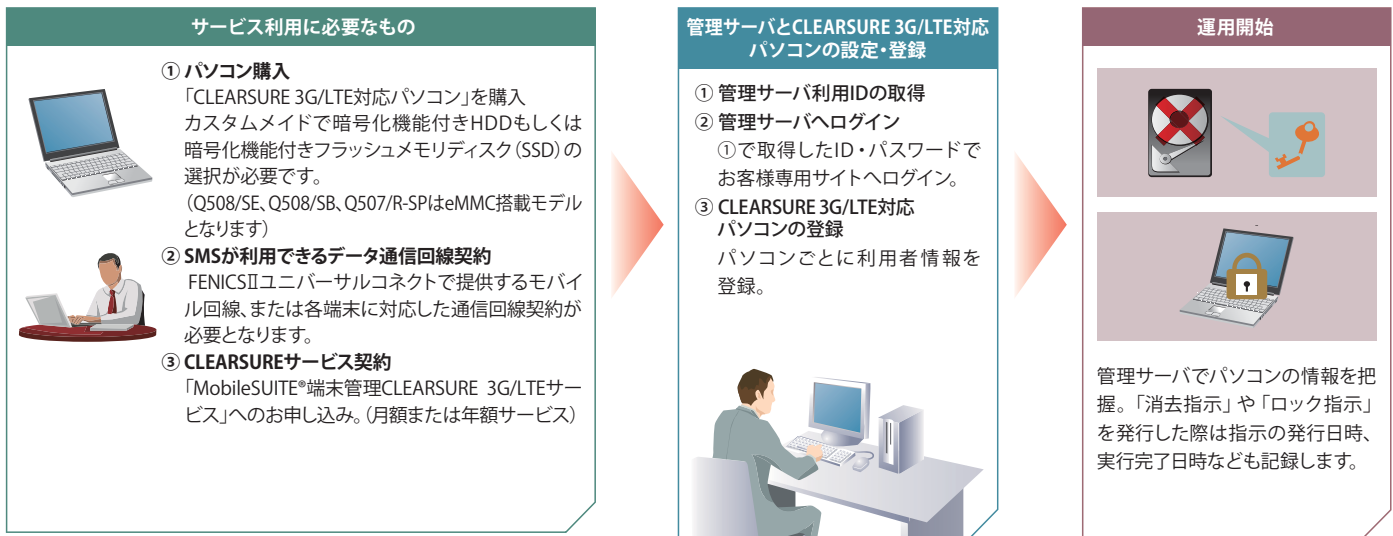 サービス利用に必要なもの
① パソコン購入
「CLEARSURE 3G/LTE対応パソコン」を購入
カスタムメイドで暗号化機能付きHDDもしくは
暗号化機能付きフラッシュメモリディスク(SSD)の
選択が必要です。
(Q508/SE、Q508/SB、Q507/R-SPはeMMC搭載モデル
となります)
② SMSが利用できるデータ通信回線契約
FENICSⅡユニバーサルコネクトで提供するモバイ
ル回線、または各端末に対応した通信回線契約が
必要となります。
③ CLEARSUREサービス契約
「MobileSUITE®端末管理CLEARSURE 3G/LTEサー
ビス」へのお申し込み。(月額または年額サービス)
管理サーバとCLEARSURE 3G/LTE対応
パソコンの設定・登録
① 管理サーバ利用IDの取得
② 管理サーバへログイン
①で取得したID・パスワードで
お客様専用サイトへログイン。
③ CLEARSURE 3G/LTE対応
パソコンの登録
パソコンごとに利用者情報を
登録。
運用開始
管理サーバでパソコンの情報を把
握。「消去指示」や「ロック指示」
を発行した際は指示の発行日時、
実行完了日時なども記録します。